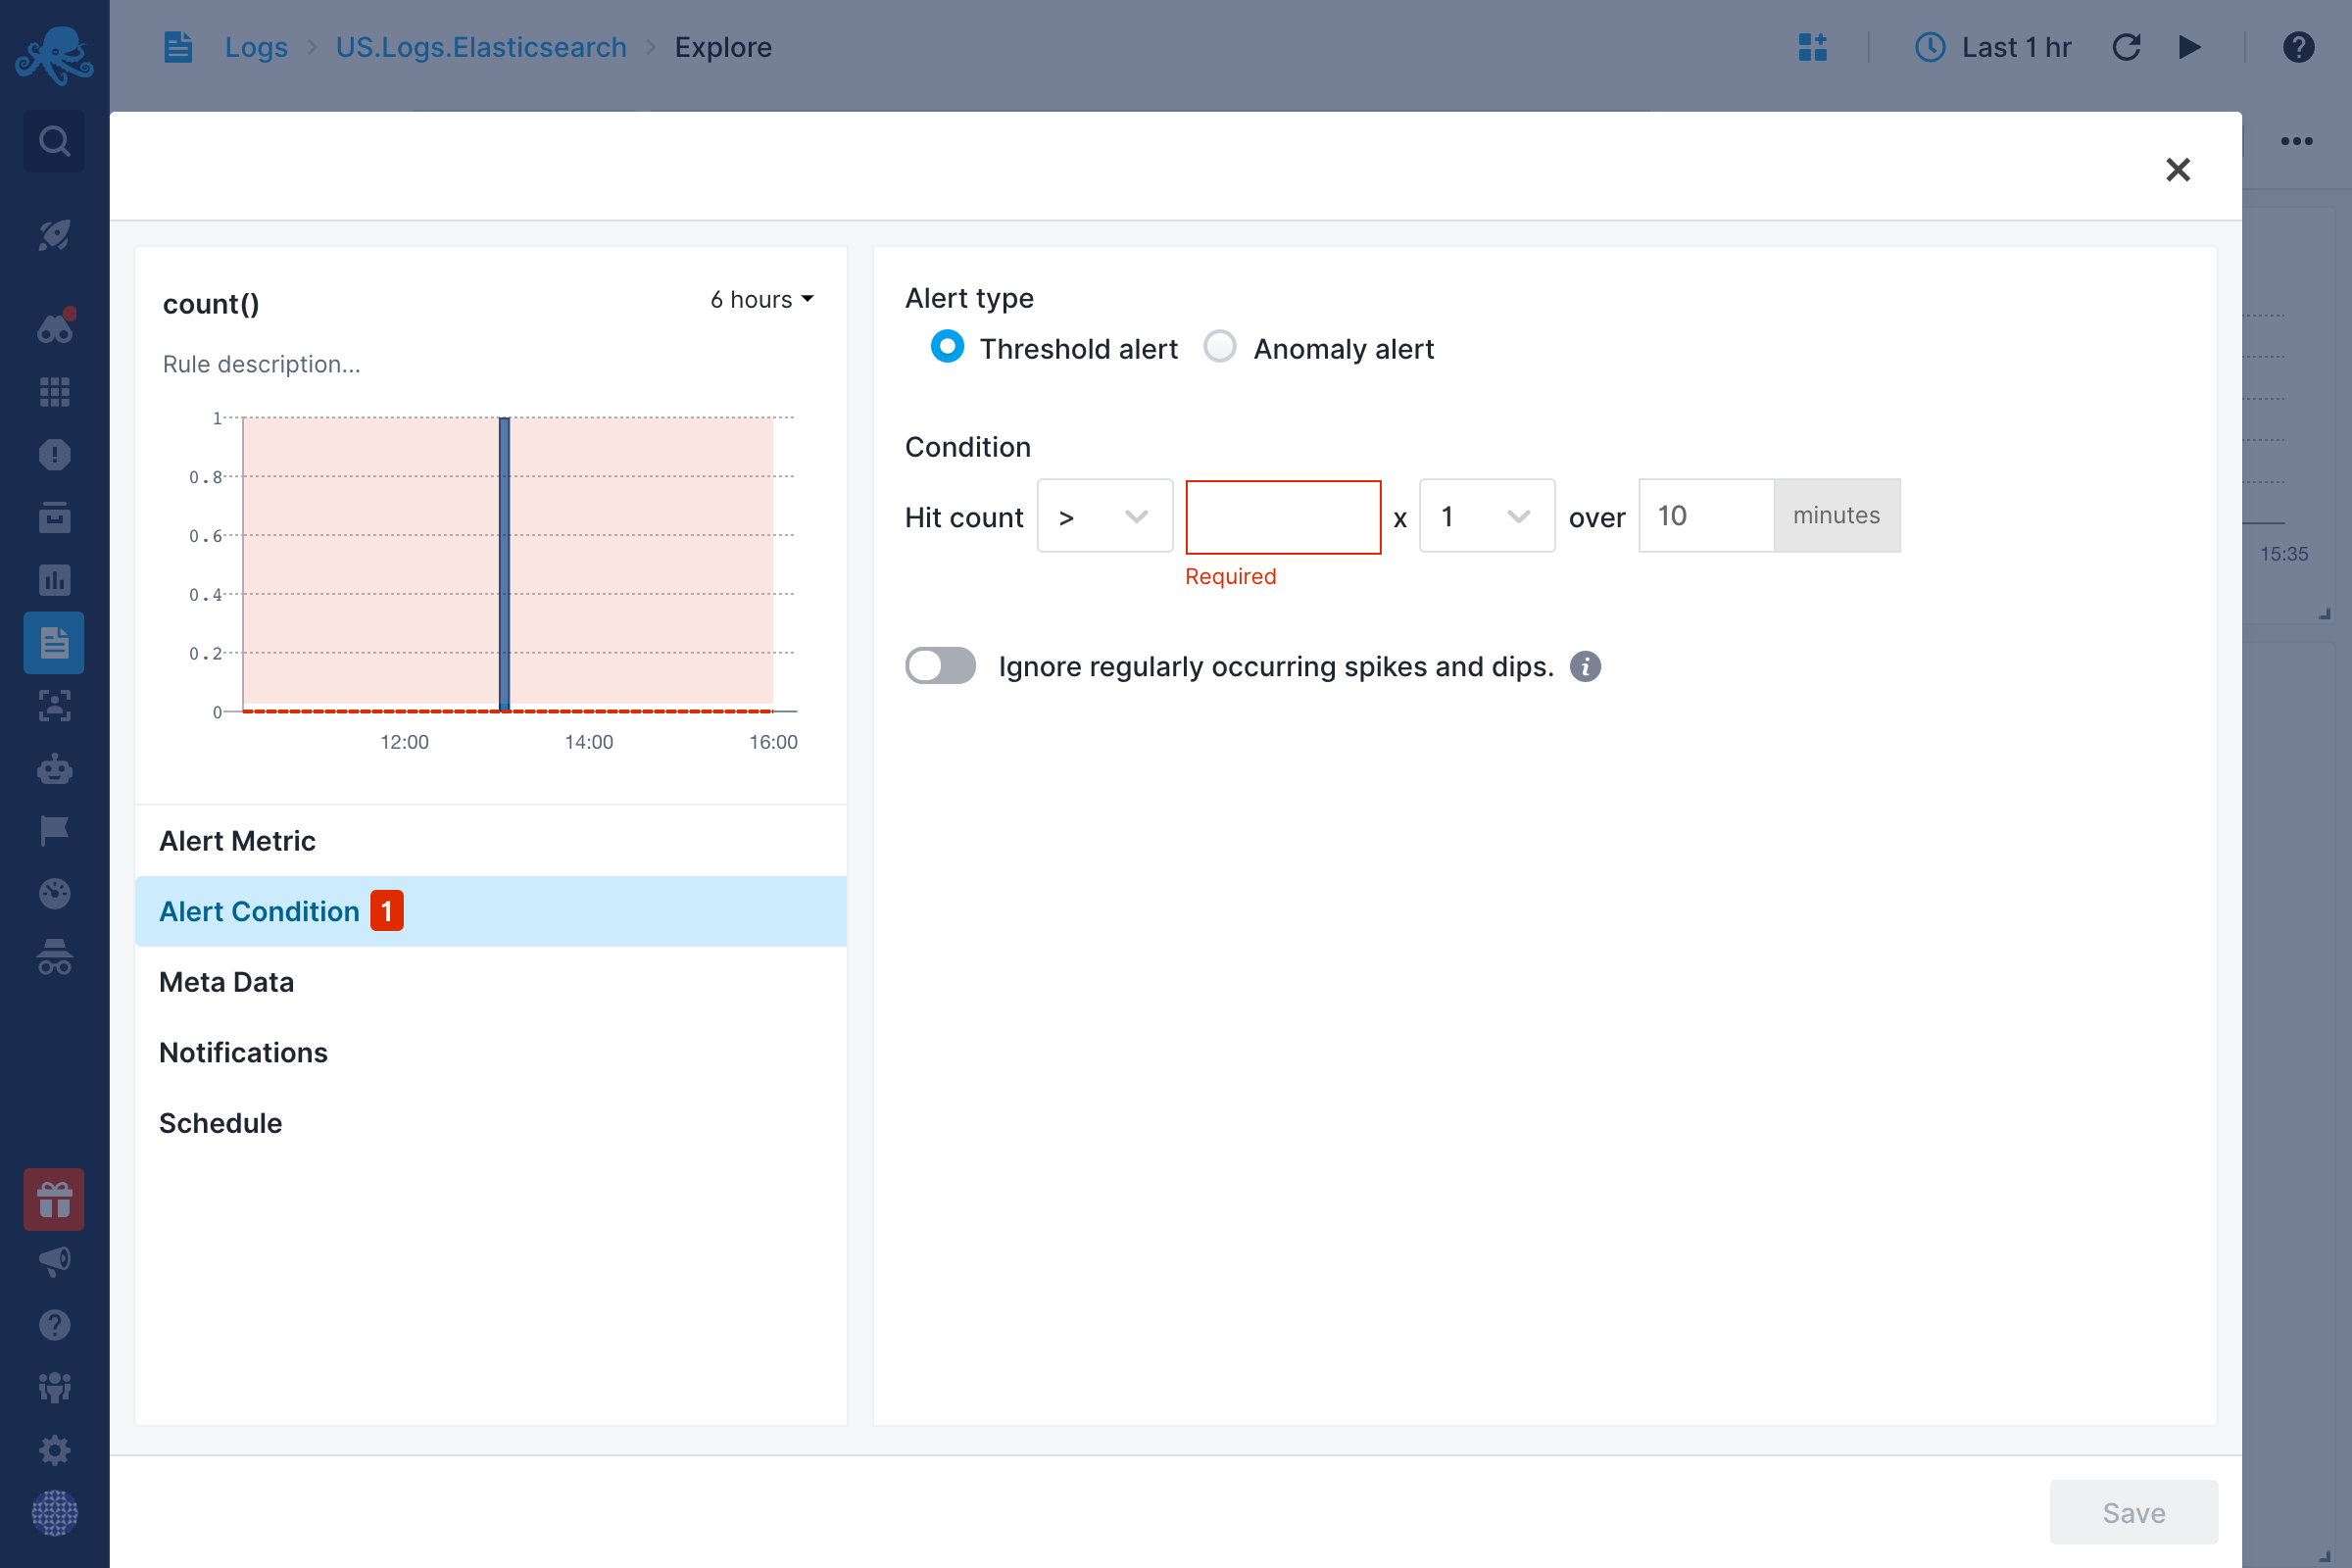 Logs > US.Logs.Elasticsearch > Explore
Last 1 hr
count()
6 hours
Rule description...
1
0.8
0.6
0.4
0.2
0
12:00 14:00 16:00
Alert Metric
Alert Condition 1
Meta Data
Notifications
Schedule
Alert type
Threshold alert Anomaly alert
Condition
Hit count > x 1 over 10 minutes
Required
Ignore regularly occurring spikes and dips.
15:35
Save